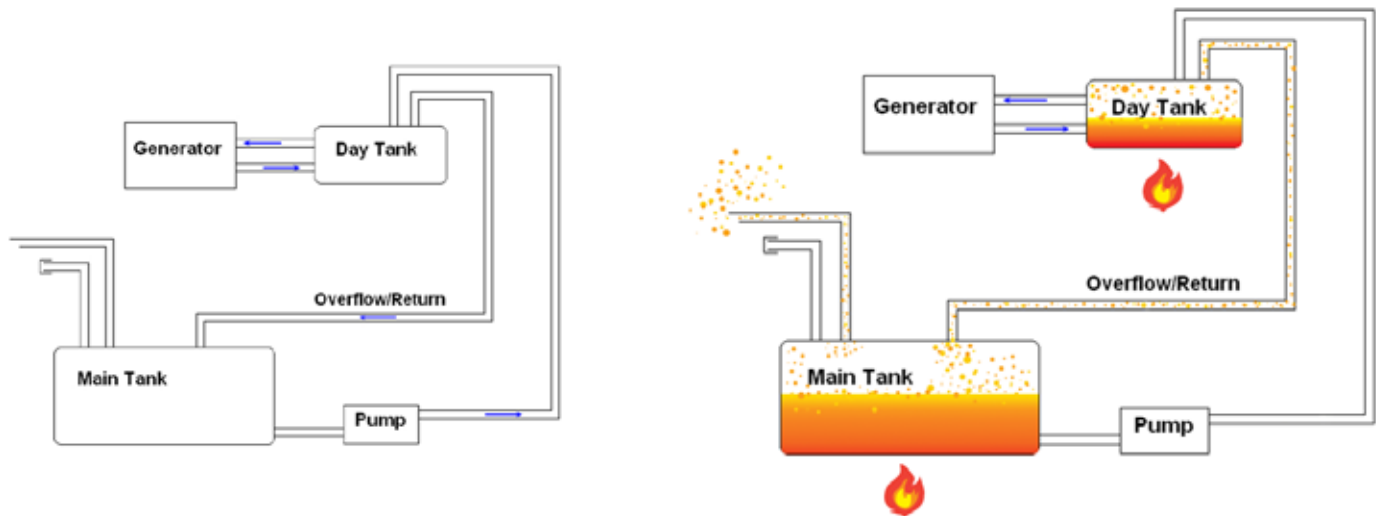 Generator
Day Tank
Overflow/Return
Main Tank
Pump
Generator
Day Tank
Overflow/Return
Main Tank
Pump